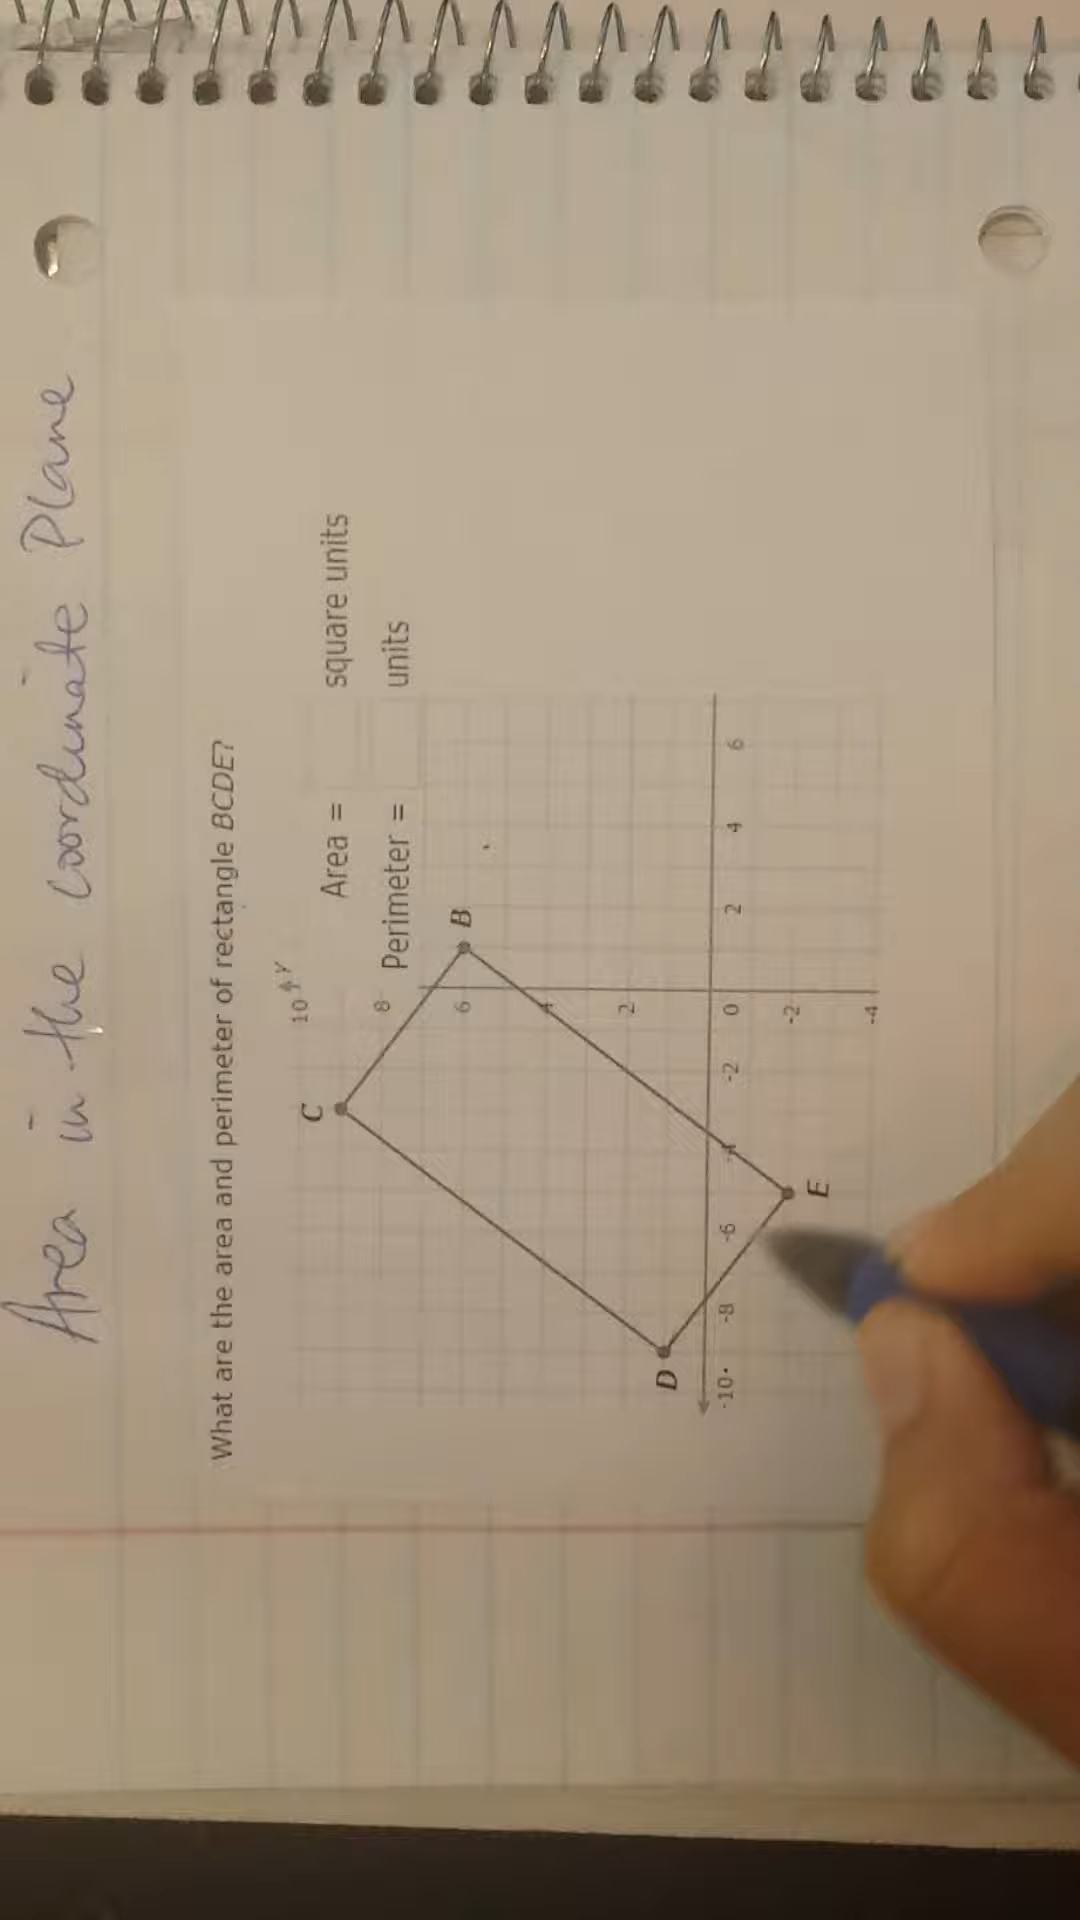 Area in the coordinate Plane
What are the area and perimeter of rectangle BCDE?
Area = square units
Perimeter = units
10 y
C
8
6 B
4
2
D
-10 -8 -6 -4 -2 0 2 4 6
-2
E
-4